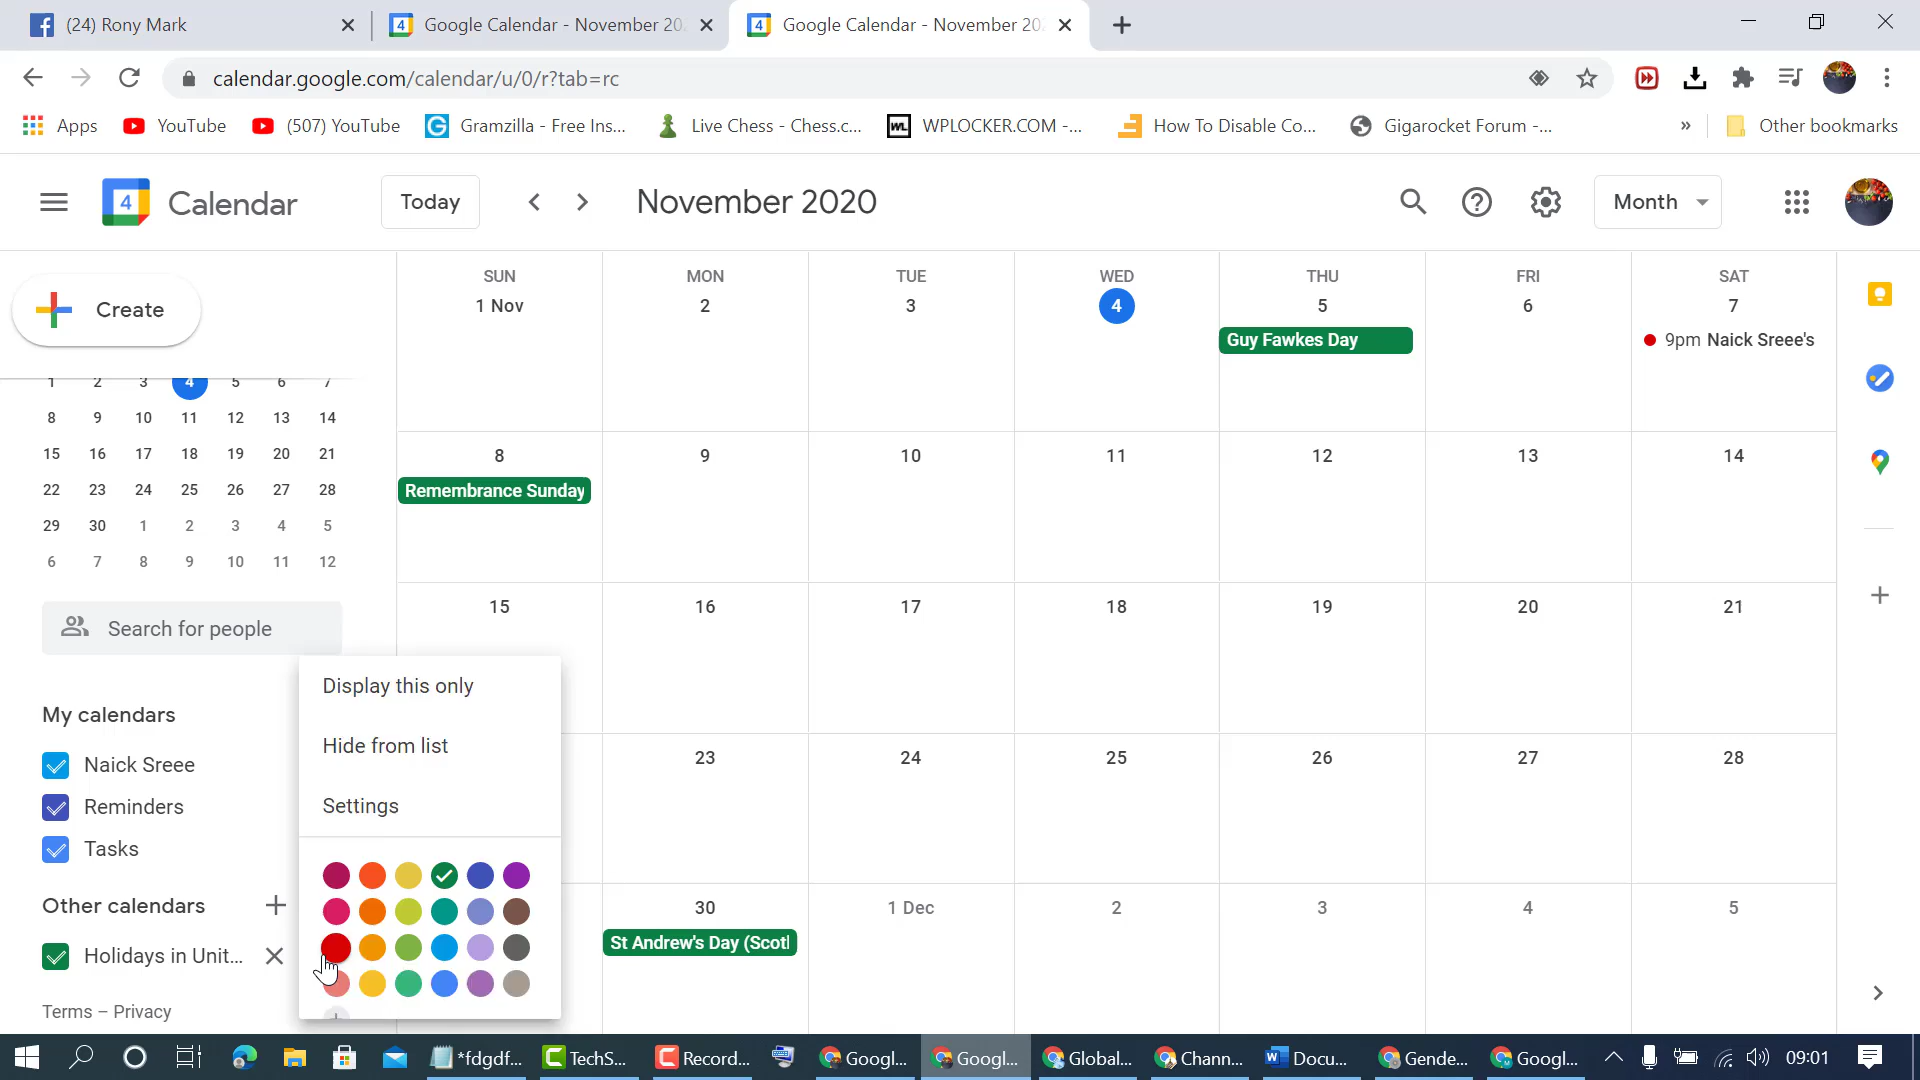 (24) Rony Mark
Google Calendar - November 20
Google Calendar - November 20
calendar.google.com/calendar/u/0/r?tab=rc
Apps
YouTube
(507) YouTube
Gramzilla - Free Ins...
Live Chess - Chess.c...
WPLOCKER.COM -...
How To Disable Co...
Gigarocket Forum -...
»
Other bookmarks
4 Calendar
Today
November 2020
Month
Create
SUN MON TUE WED THU FRI SAT
1 Nov 2 3 4 5 6 7
Guy Fawkes Day
9pm Naick Sreee's
1 2 3 4 5 6 7
8 9 10 11 12 13 14
15 16 17 18 19 20 21
22 23 24 25 26 27 28
29 30 1 2 3 4 5
6 7 8 9 10 11 12
8 9 10 11 12 13 14
Remembrance Sunday
15 16 17 18 19 20 21
Search for people
Display this only
Hide from list
Settings
My calendars
Naick Sreee
Reminders
Tasks
Other calendars
Holidays in Unit...
Terms – Privacy
23 24 25 26 27 28
30 1 Dec 2 3 4 5
St Andrew's Day (Scotl
*fdgdf...
TechS...
Record...
Googl...
Googl...
Global...
Chann...
Docu...
Gende...
Googl...
09:01